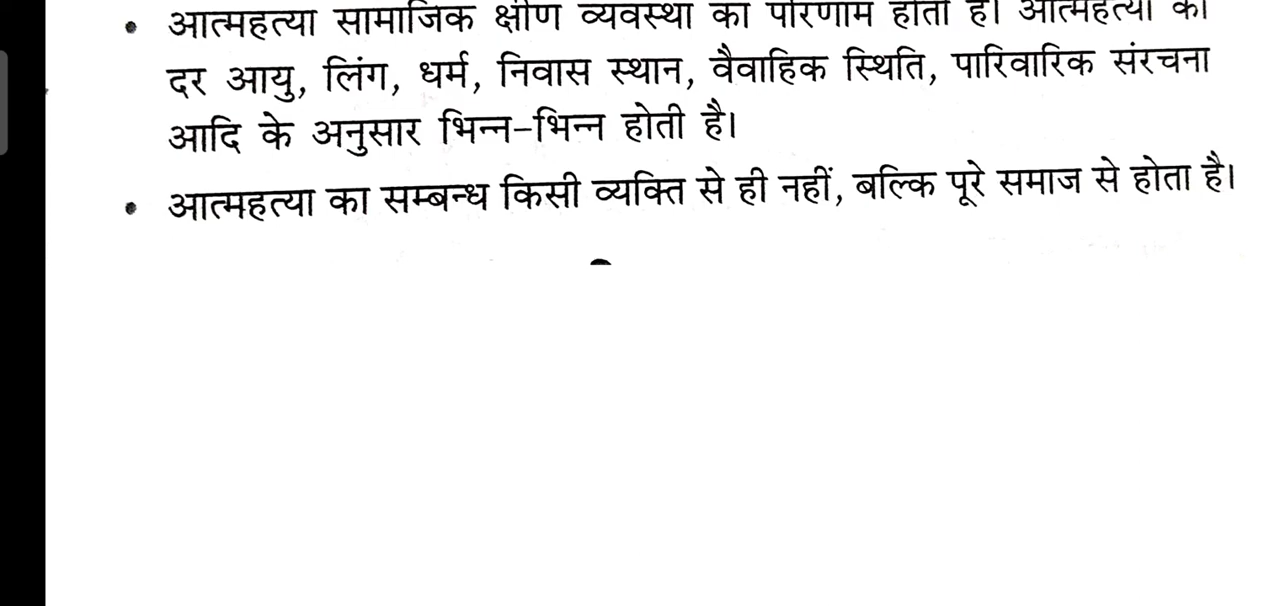 • आत्महत्या सामाजिक क्षीण व्यवस्था का परिणाम होती है। आत्महत्या की
दर आयु, लिंग, धर्म, निवास स्थान, वैवाहिक स्थिति, पारिवारिक संरचना
आदि के अनुसार भिन्न-भिन्न होती है।
• आत्महत्या का सम्बन्ध किसी व्यक्ति से ही नहीं, बल्कि पूरे समाज से होता है।